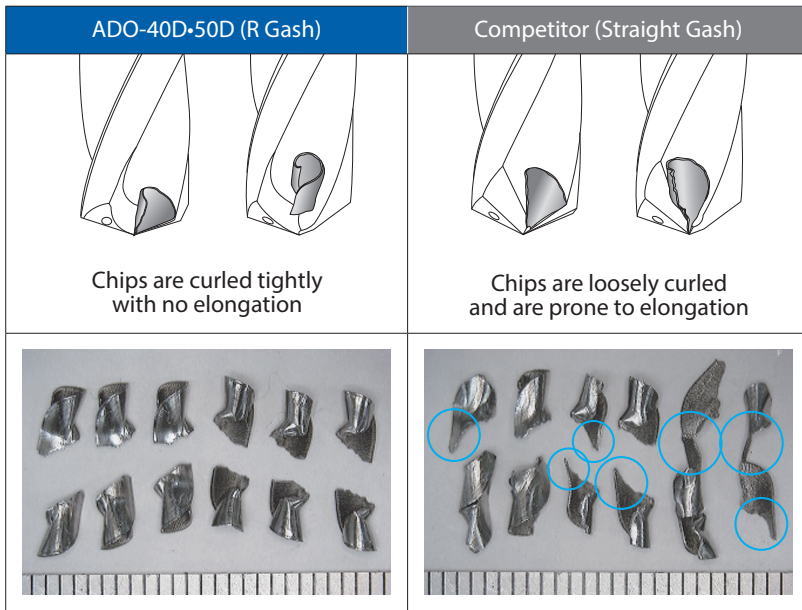 ADO-40D•50D (R Gash)
Competitor (Straight Gash)
Chips are curled tightly
with no elongation
Chips are loosely curled
and are prone to elongation